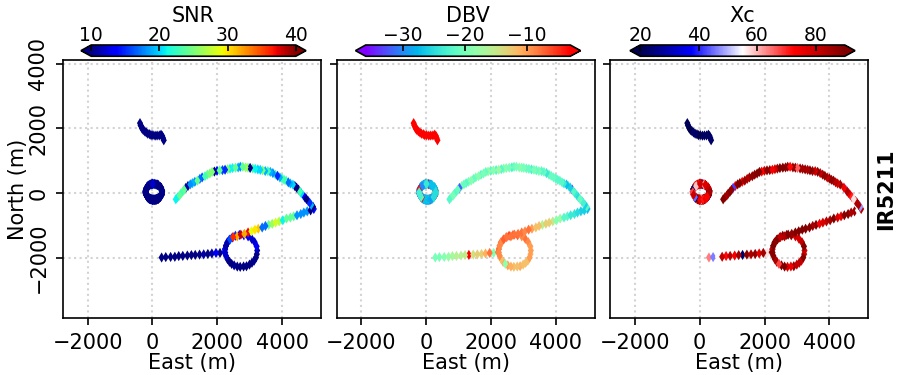 SNR DBV Xc
10 20 30 40 −30 −20 −10 20 40 60 80
4000
2000
0
−2000
North (m)
IR5211
−2000 0 2000 4000 −2000 0 2000 4000 −2000 0 2000 4000
East (m) East (m) East (m)